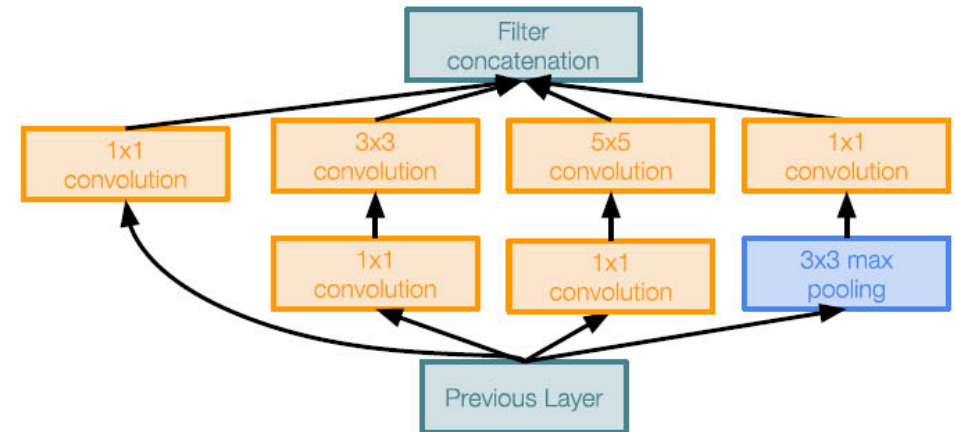 Filter
concatenation
1x1
convolution
3x3
convolution
5x5
convolution
1x1
convolution
1x1
convolution
1x1
convolution
3x3 max
pooling
Previous Layer